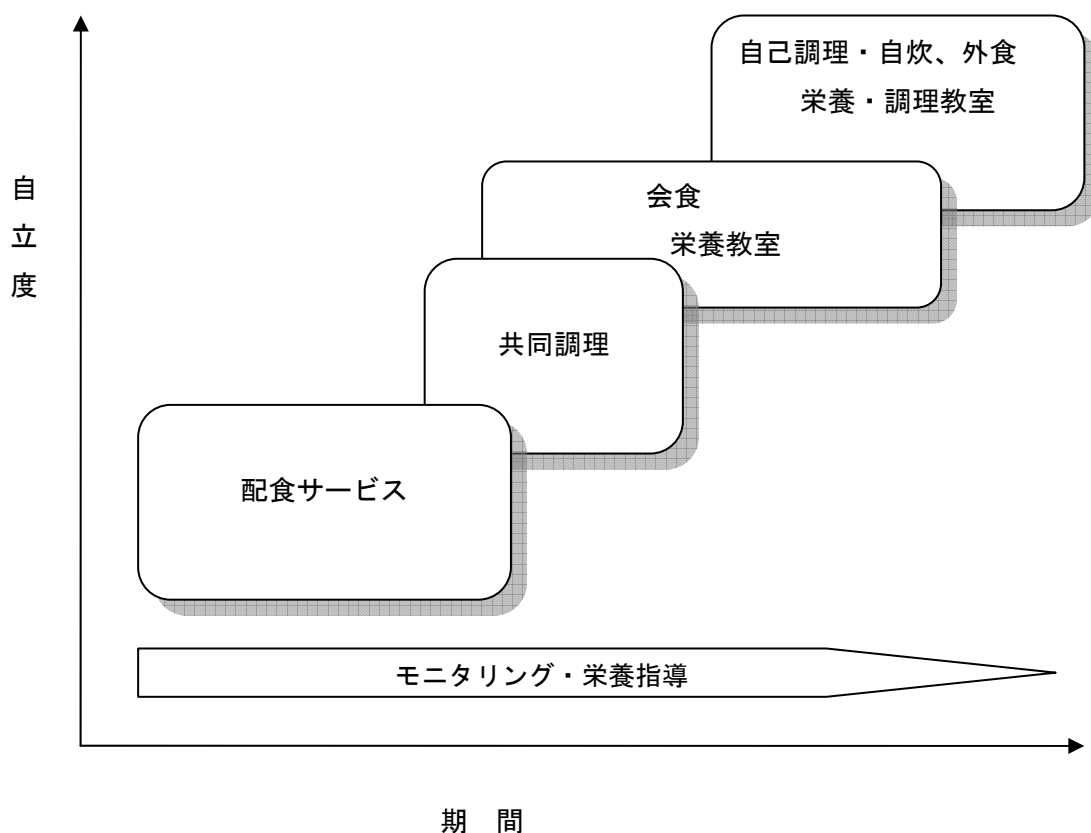 自己調理・自炊、外食
栄養・調理教室
自
立
度
会食
栄養教室
共同調理
配食サービス
モニタリング・栄養指導
期 間